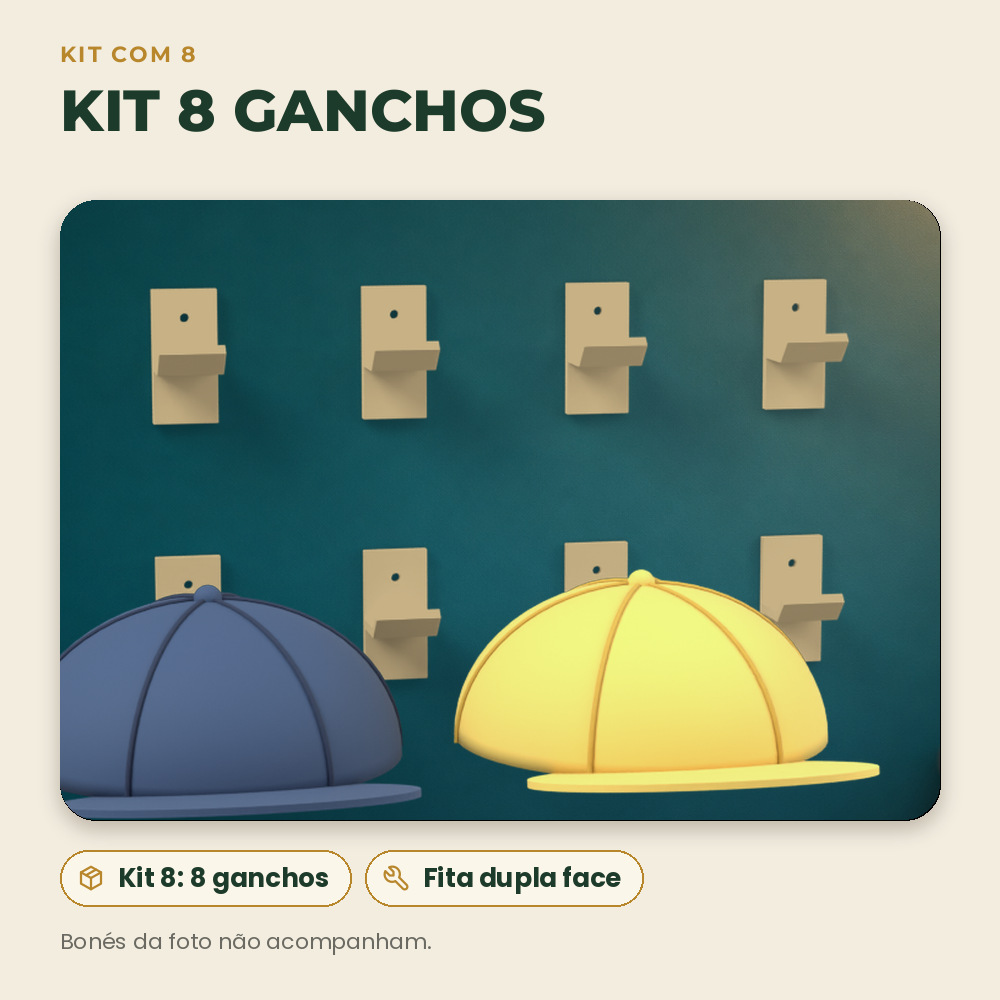 KIT COM 8
KIT 8 GANCHOS
Kit 8: 8 ganchos
Fita dupla face
Bonés da foto não acompanham.